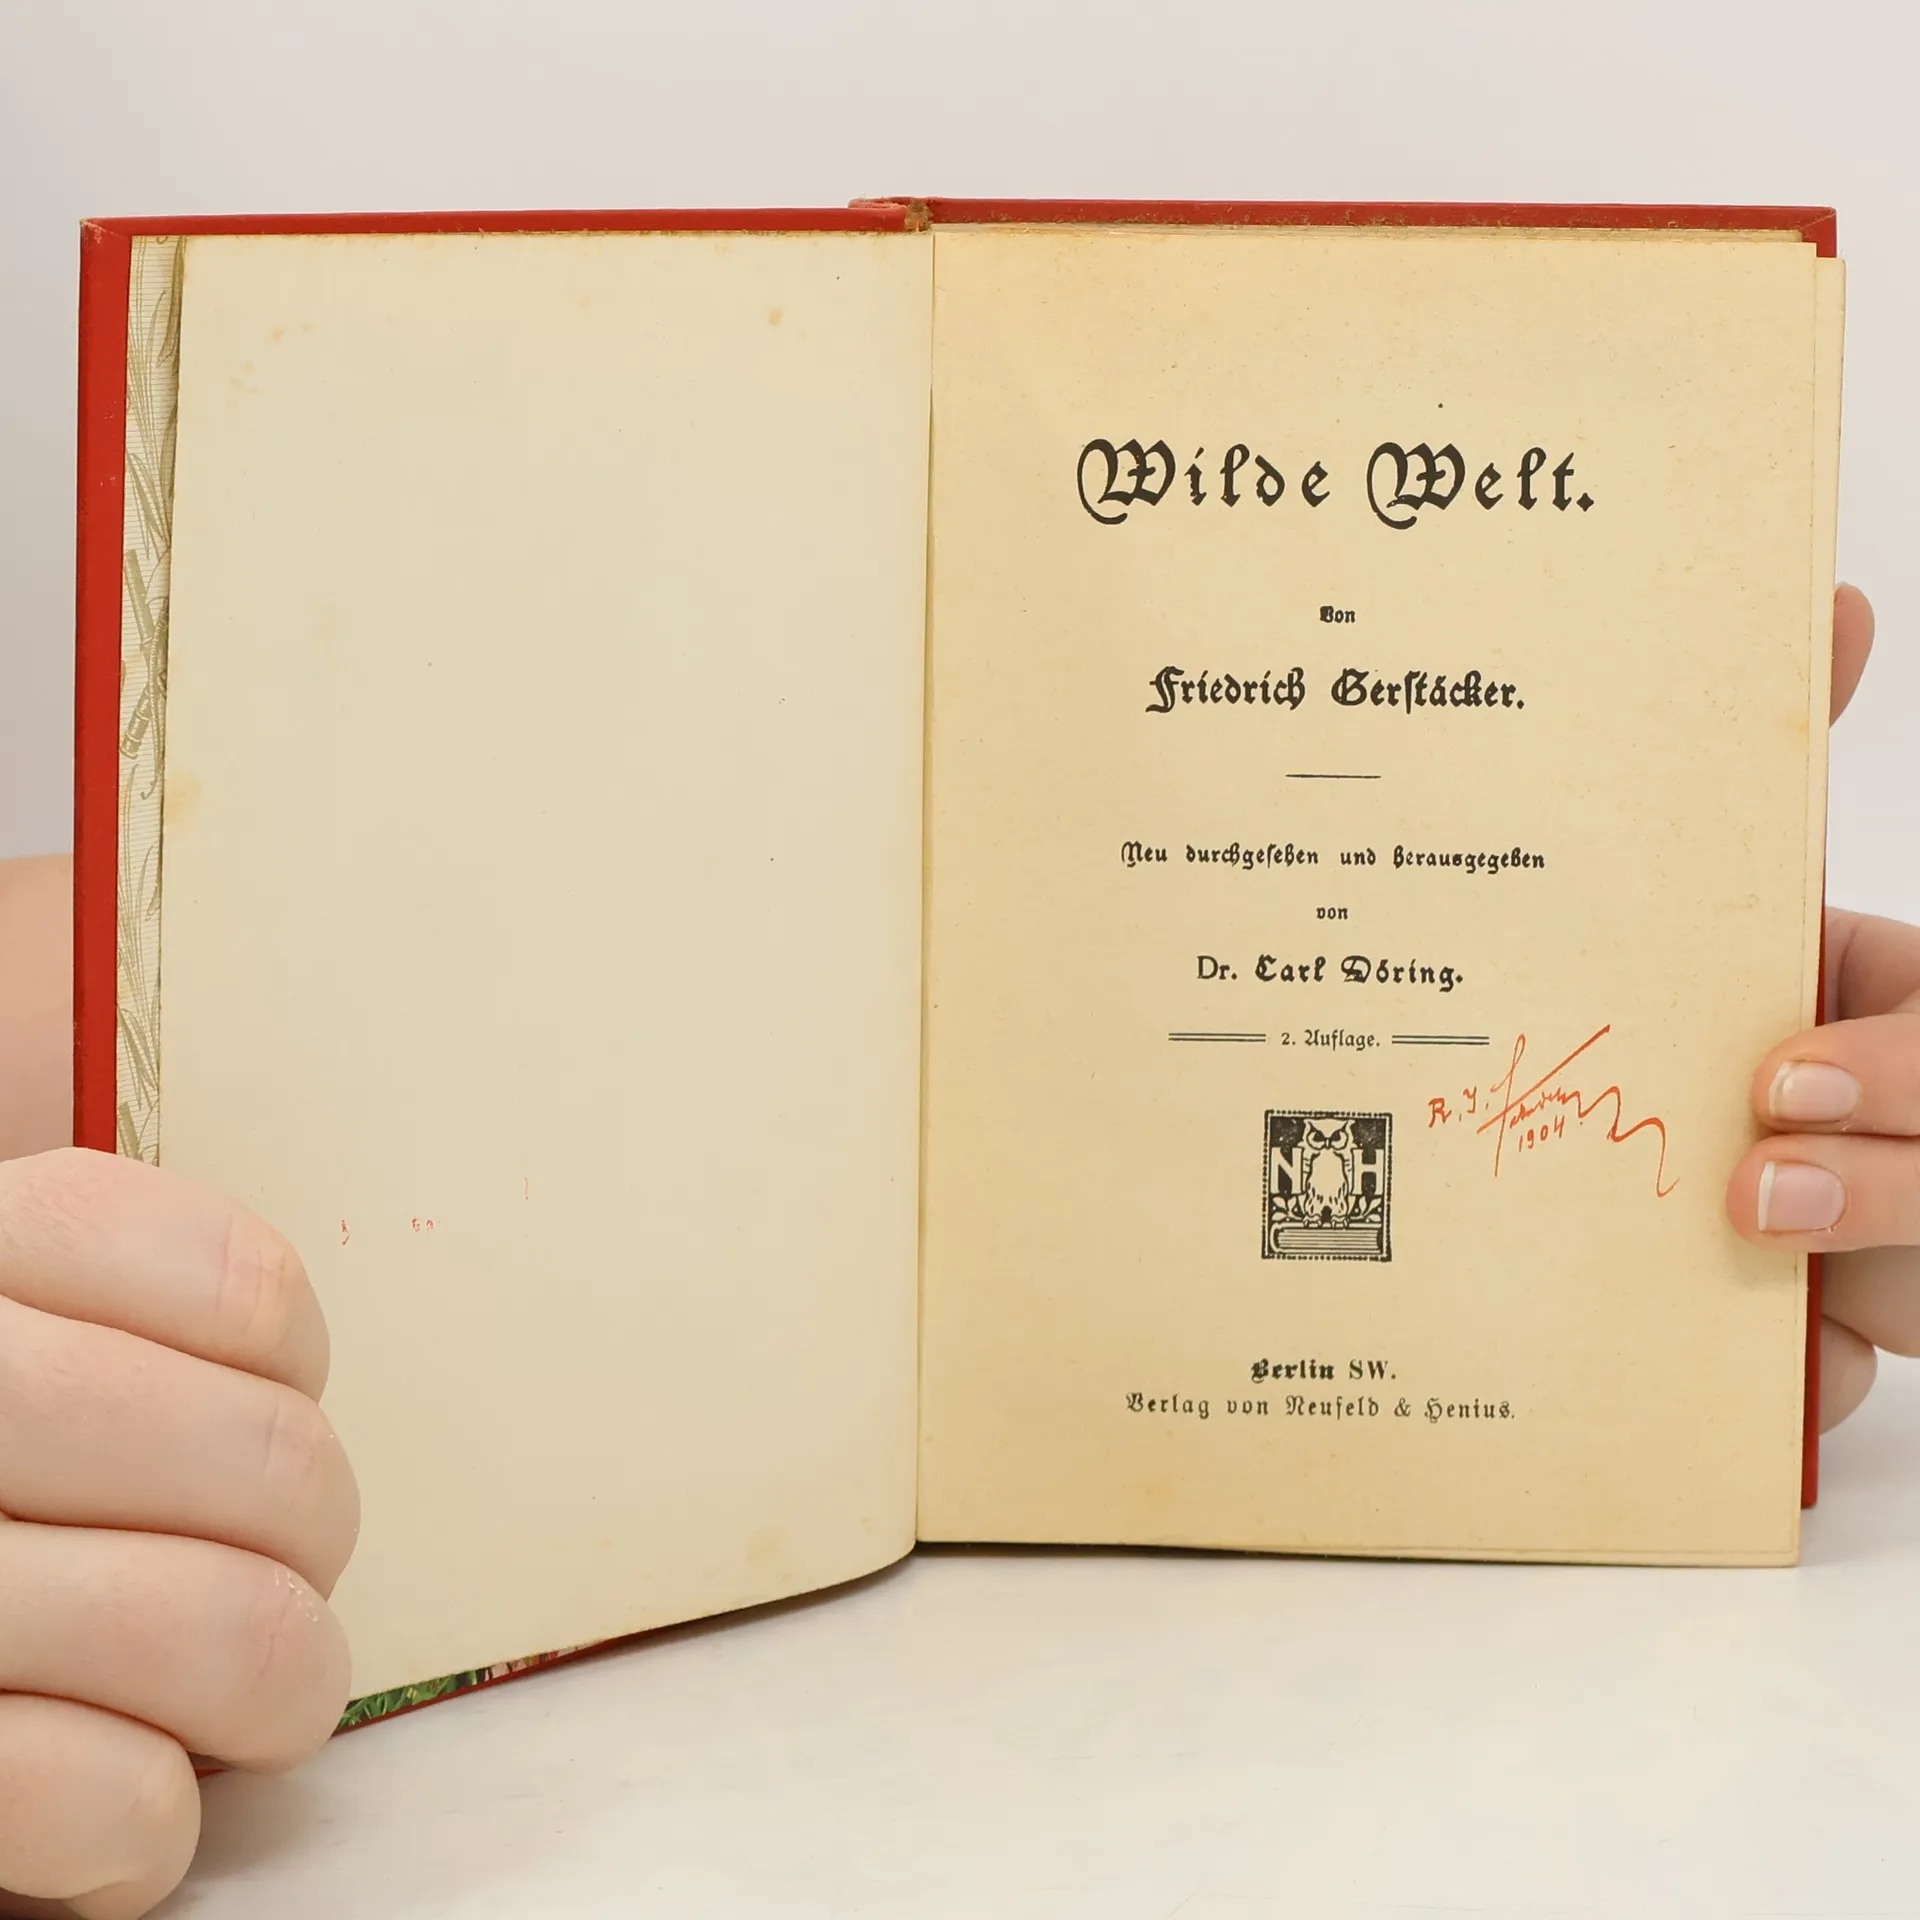 Wilde Welt.
Von
Friedrich Gerstäcker.
Neu durchgesehen und herausgegeben
von
Dr. Carl Döring.
2. Auflage.
R. J.
1904
N H
Berlin SW.
Verlag von Neufeld & Henius.